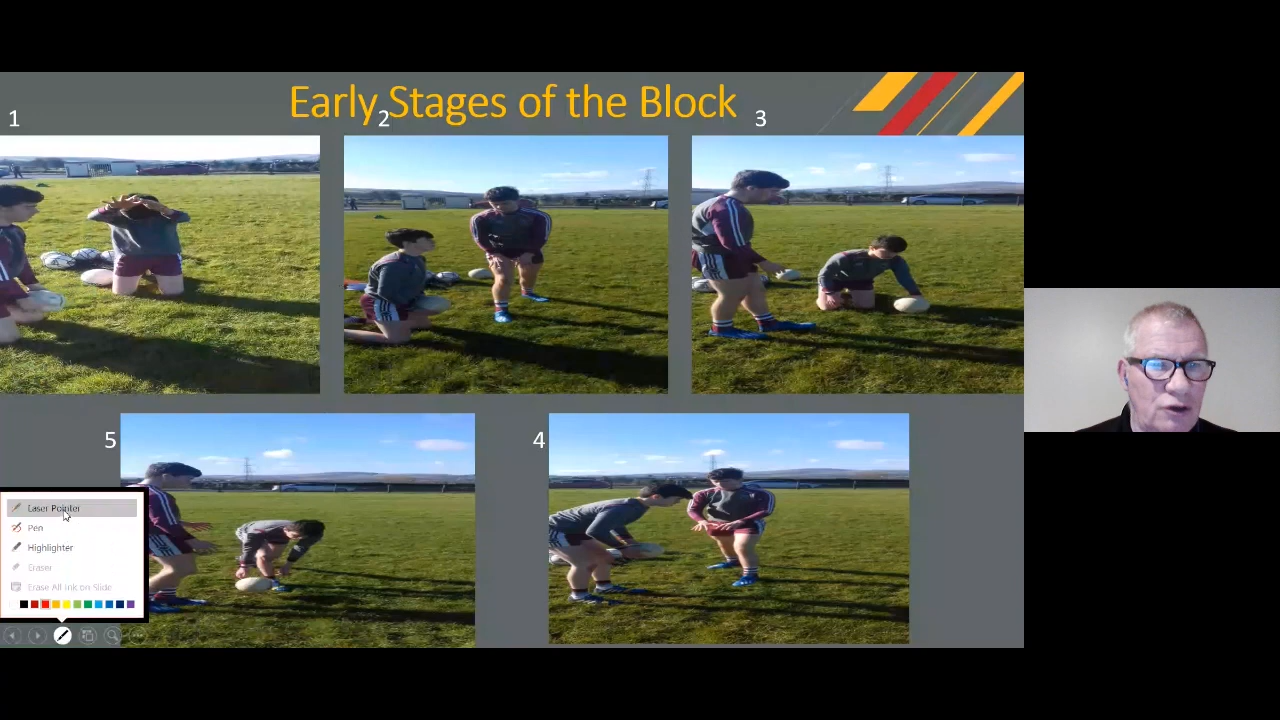 Early Stages of the Block
1
2
3
5
4
Laser Pointer
Pen
Highlighter
Eraser
Erase All Ink on Slide